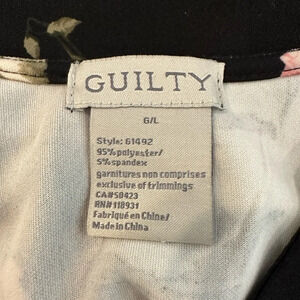 GUILTY
G/L
Style: 61492
95% polyester/
5% spandex
garnitures non comprises
exclusive of trimmings
CA#58423
RN#118931
Fabriqué en Chine/
Made in China